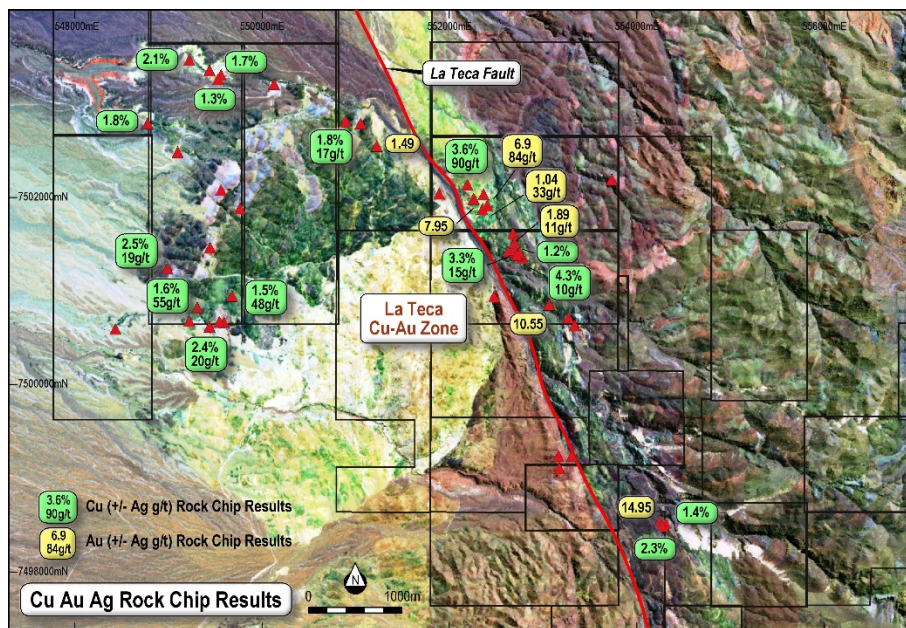 548000mE
550000mE
552000mE
554000mE
556000mE
2.1%
1.7%
La Teca Fault
1.3%
1.8%
1.8%
17g/t
1.49
3.6%
90g/t
6.9
84g/t
1.04
33g/t
7502000mN
7.95
1.89
11g/t
2.5%
19g/t
3.3%
15g/t
1.2%
1.6%
55g/t
1.5%
48g/t
4.3%
10g/t
La Teca
Cu-Au Zone
10.55
2.4%
20g/t
7500000mN
3.6%
90g/t
Cu (+/- Ag g/t) Rock Chip Results
14.95
1.4%
6.9
84g/t
Au (+/- Ag g/t) Rock Chip Results
2.3%
7498000mN
N
Cu Au Ag Rock Chip Results
0
1000m